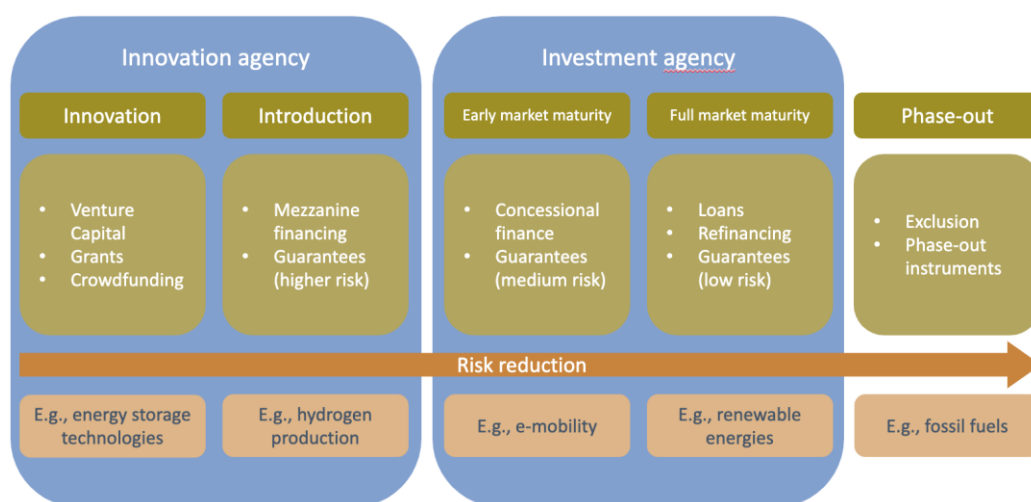 Innovation agency
Investment agency
Innovation
Introduction
Early market maturity
Full market maturity
Phase-out
• Venture
Capital
• Grants
• Crowdfunding
• Mezzanine
financing
• Guarantees
(higher risk)
• Concessional
finance
• Guarantees
(medium risk)
• Loans
• Refinancing
• Guarantees
(low risk)
• Exclusion
• Phase-out
instruments
Risk reduction
E.g., energy storage
technologies
E.g., hydrogen
production
E.g., e-mobility
E.g., renewable
energies
E.g., fossil fuels